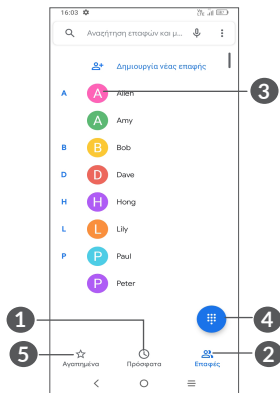 16:03
Αναζήτηση επαφών και μ...
Δημιουργία νέας επαφής
A A Allen
A Amy
B B Bob
D D Dave
H H Hong
L L Lily
P P Paul
P Peter
3
1
4
5
2
Αγαπημένα Πρόσφατα Επαφές